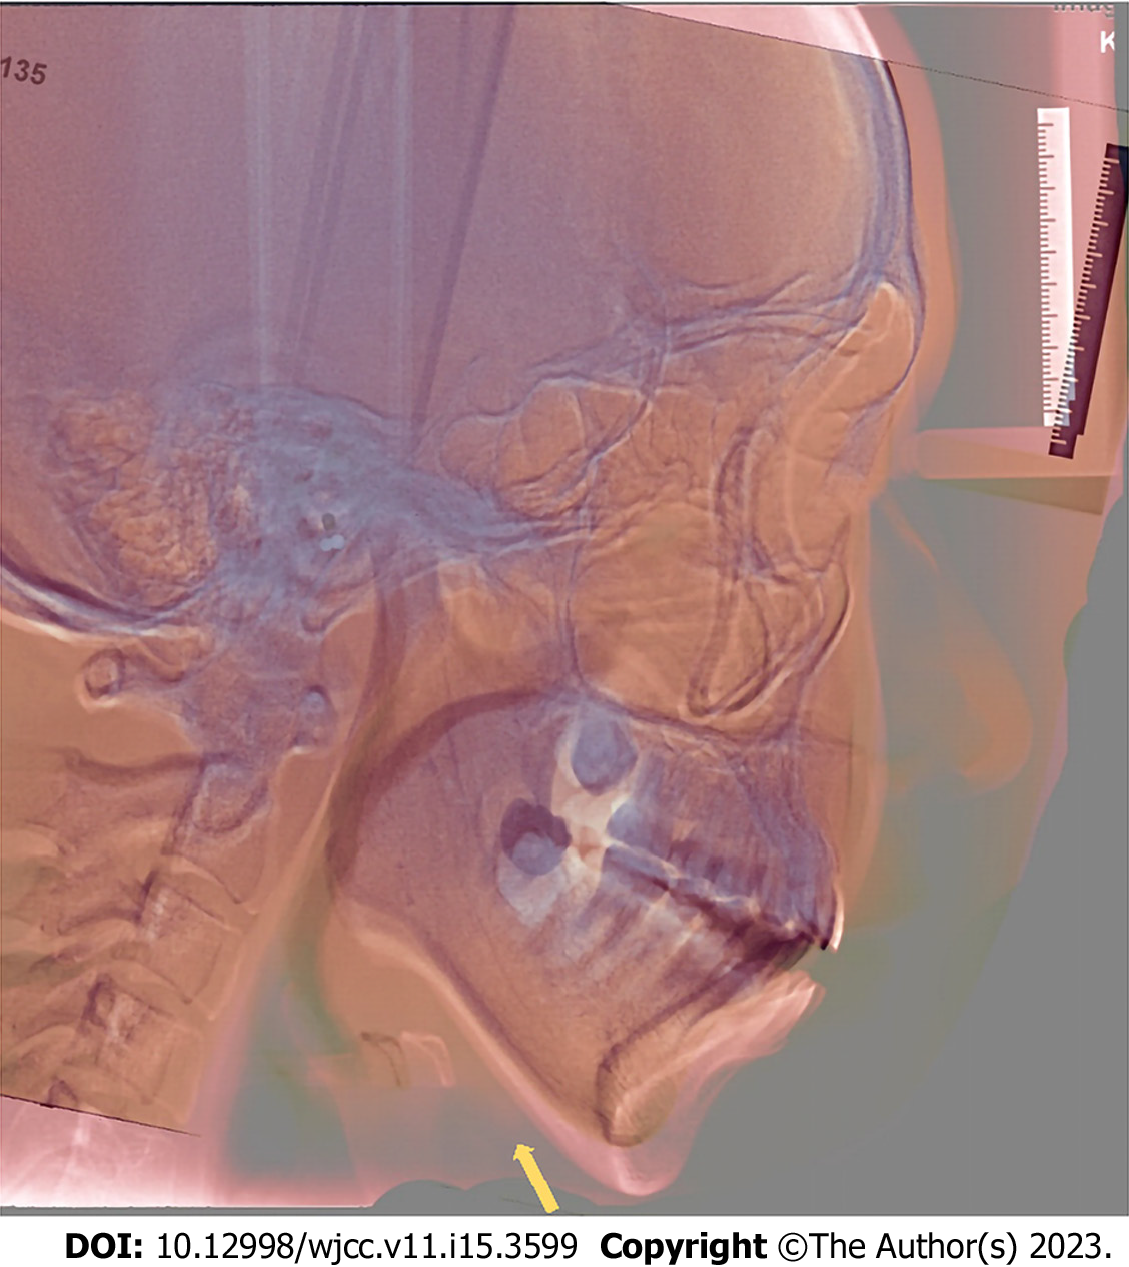 K
135
DOI: 10.12998/wjcc.v11.i15.3599 Copyright ©The Author(s) 2023.